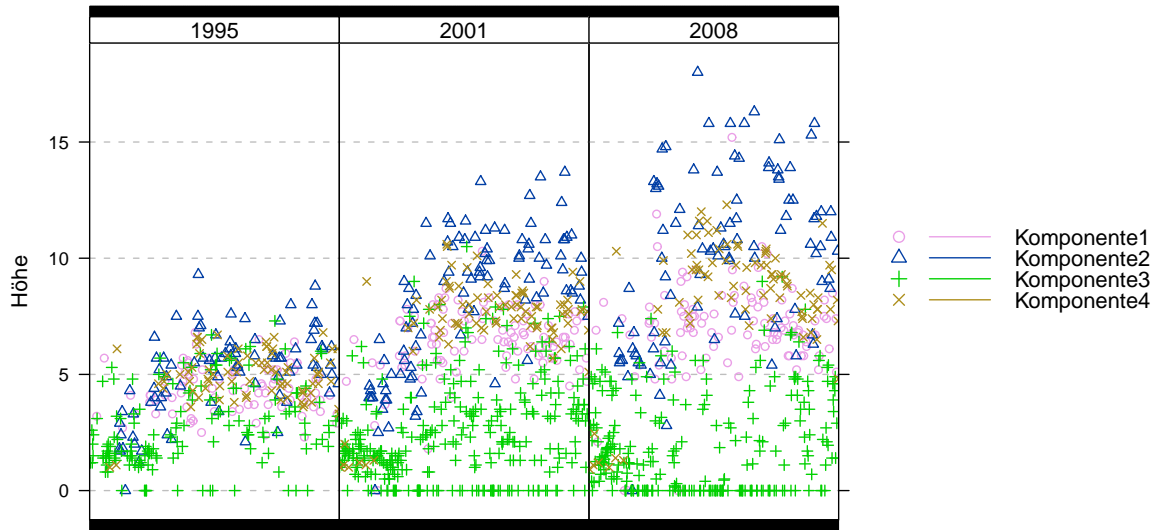 1995 2001 2008
15
10
5
0
Höhe
Komponente1
Komponente2
Komponente3
Komponente4